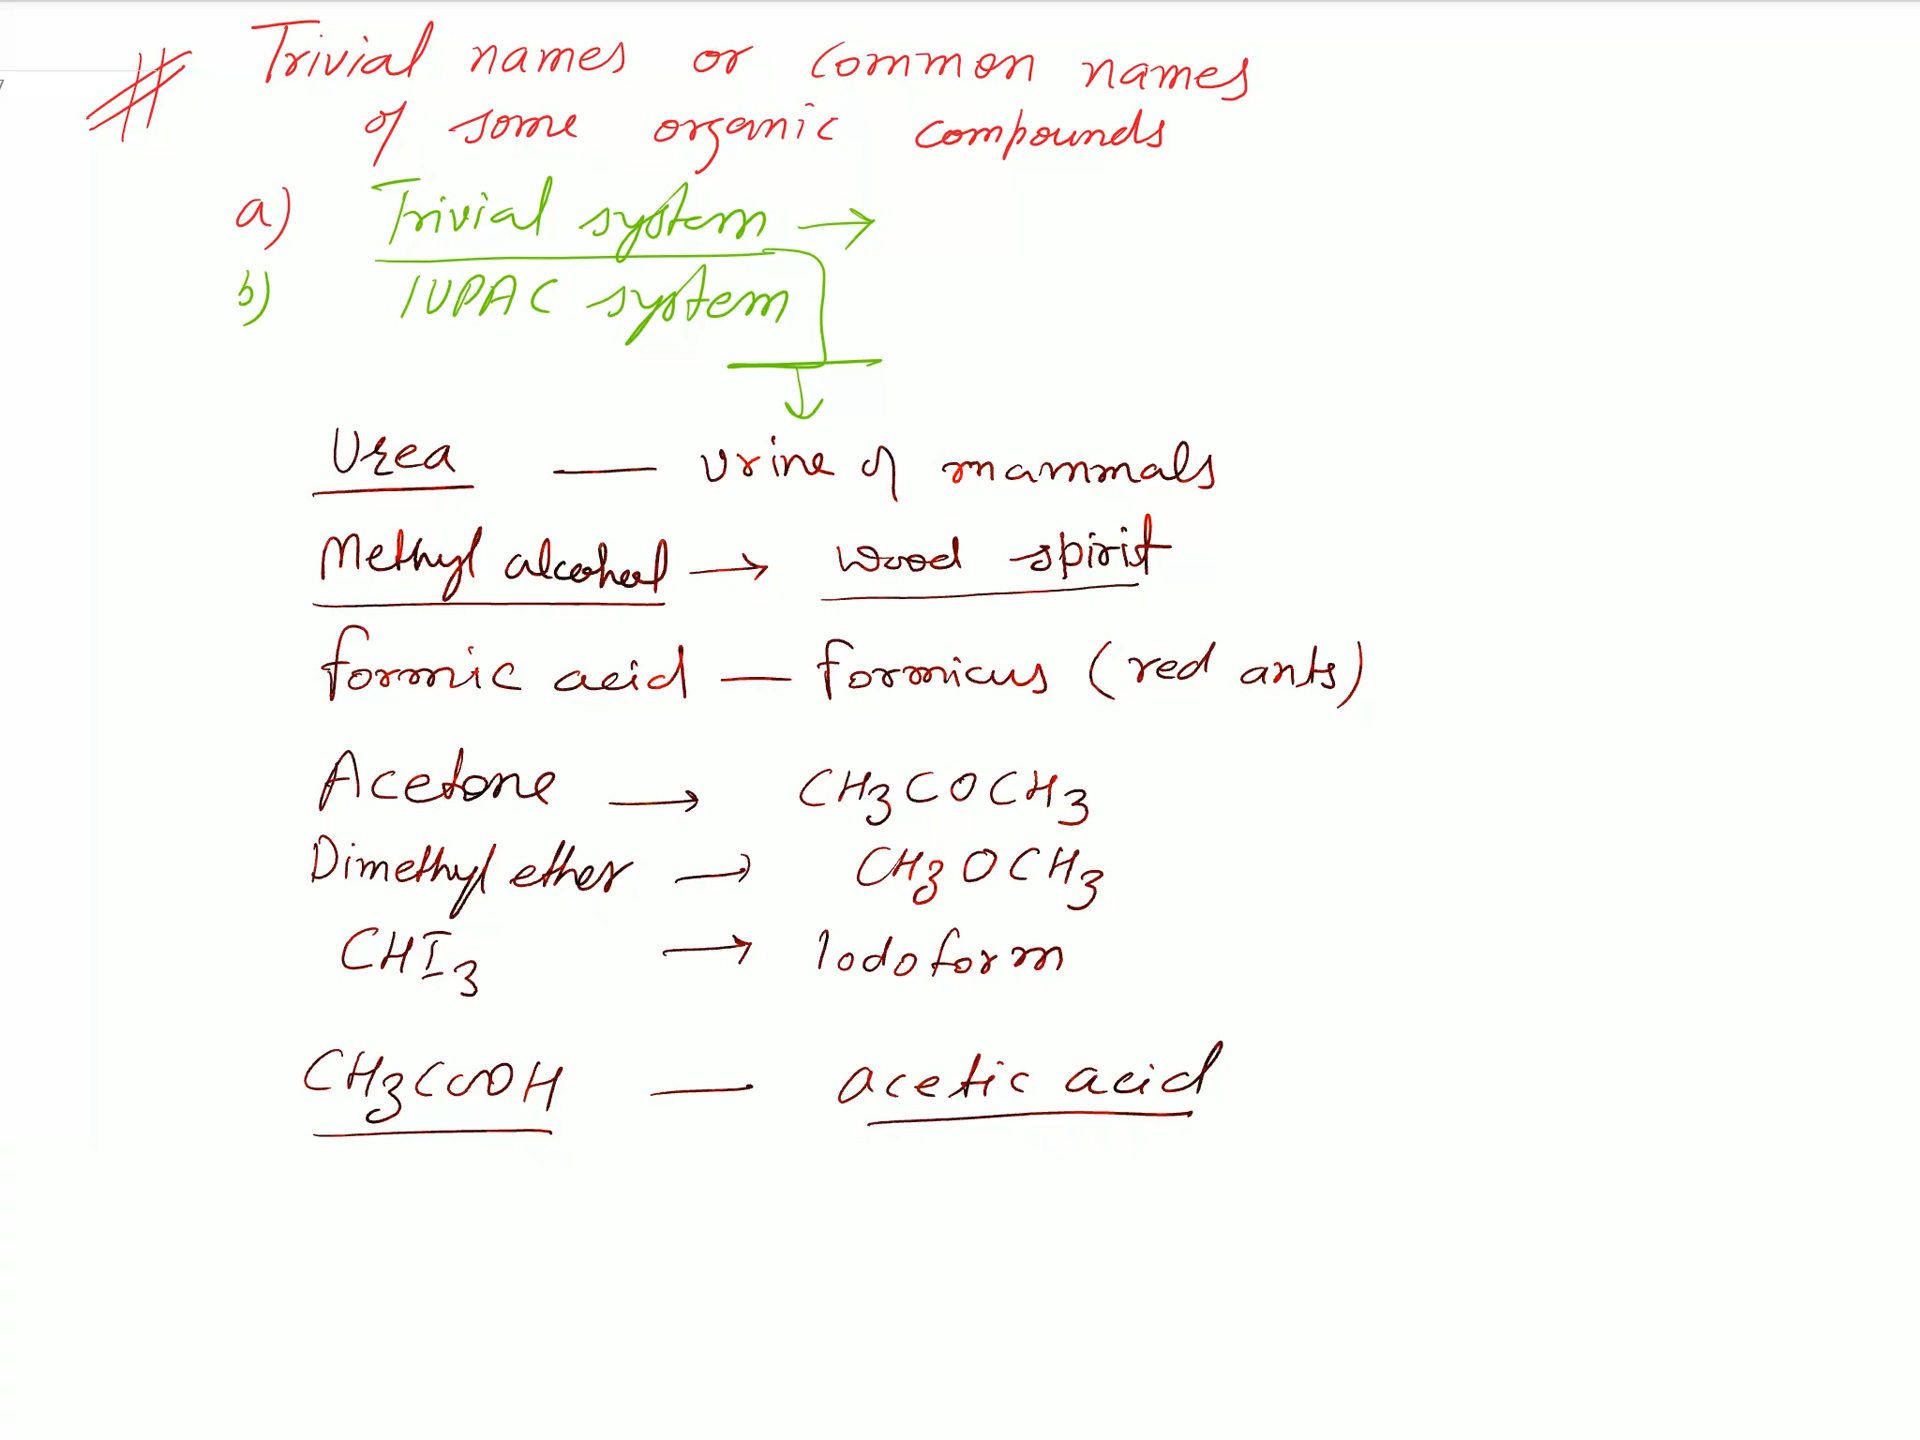 # Trivial names or common names
of some organic compounds
a) Trivial system →
b) IUPAC system
Urea — urine of mammals
Methyl alcohol → wood spirit
formic acid — formicus (red ants)
Acetone → CH3COCH3
Dimethyl ether → CH3OCH3
CHI3 → Iodoform
CH3COOH — acetic acid